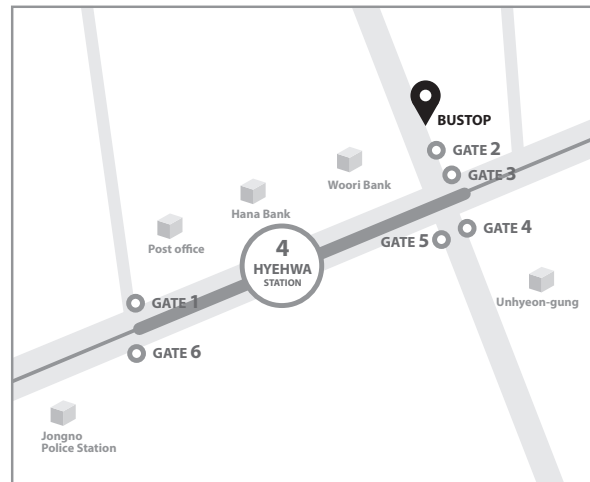 BUSTOP
GATE 2
Woori Bank
GATE 3
Hana Bank
GATE 4
Post office
4
GATE 5
HYEHWA
STATION
Unhyeon-gung
GATE 1
GATE 6
Jongno
Police Station